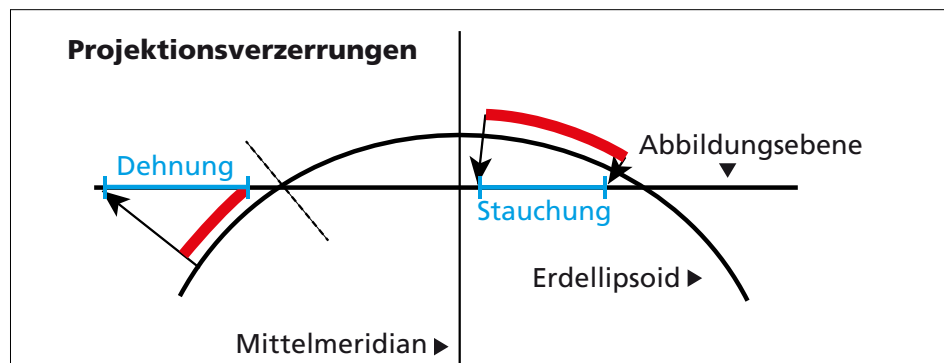 Projektionsverzerrungen
Dehnung
Abbildungsebene
Stauchung
Erdellipsoid
Mittelmeridian